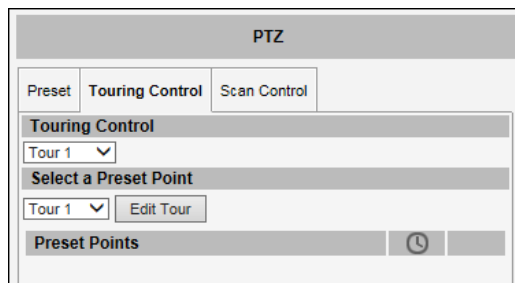 PTZ
Preset Touring Control Scan Control
Touring Control
Tour 1
Select a Preset Point
Tour 1 Edit Tour
Preset Points